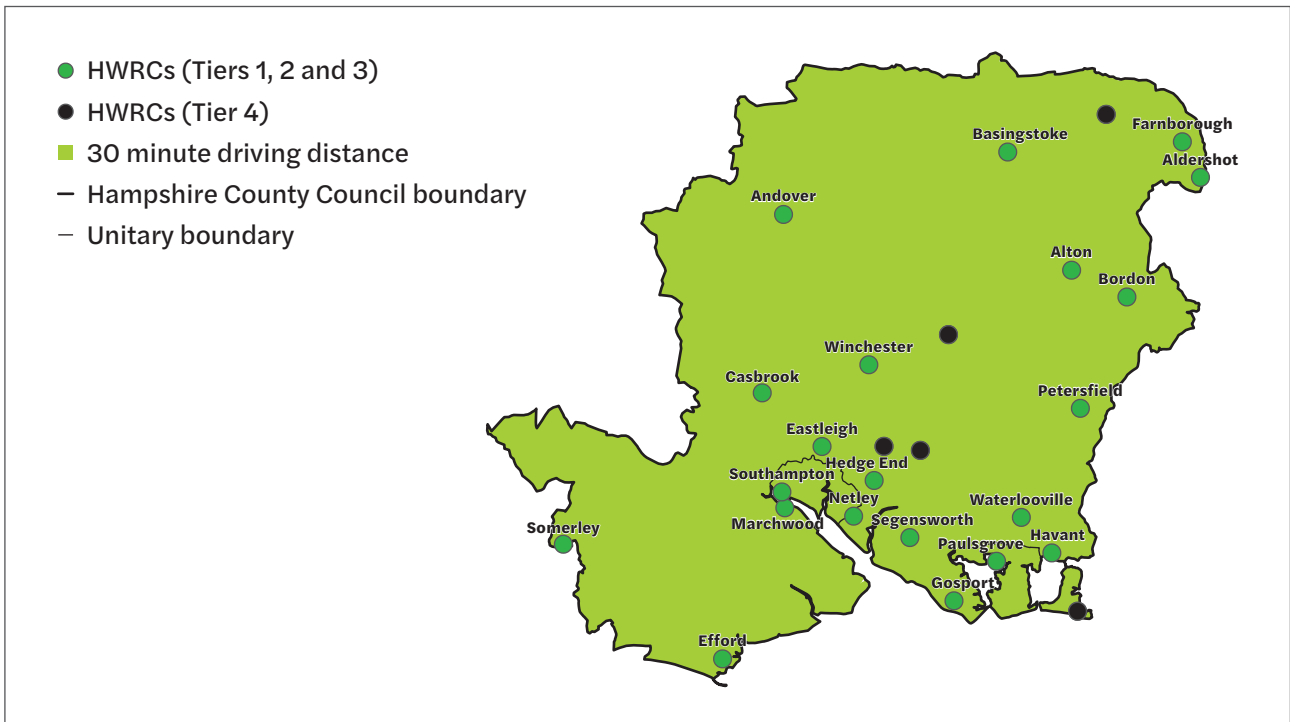 HWRCs (Tiers 1, 2 and 3)
HWRCs (Tier 4)
30 minute driving distance
Hampshire County Council boundary
Unitary boundary
Farnborough
Basingstoke
Aldershot
Andover
Alton
Bordon
Winchester
Casbrook
Petersfield
Eastleigh
Hedge End
Southampton
Netley
Waterlooville
Marchwood
Segensworth
Somerley
Havant
Paulsgrove
Gosport
Efford